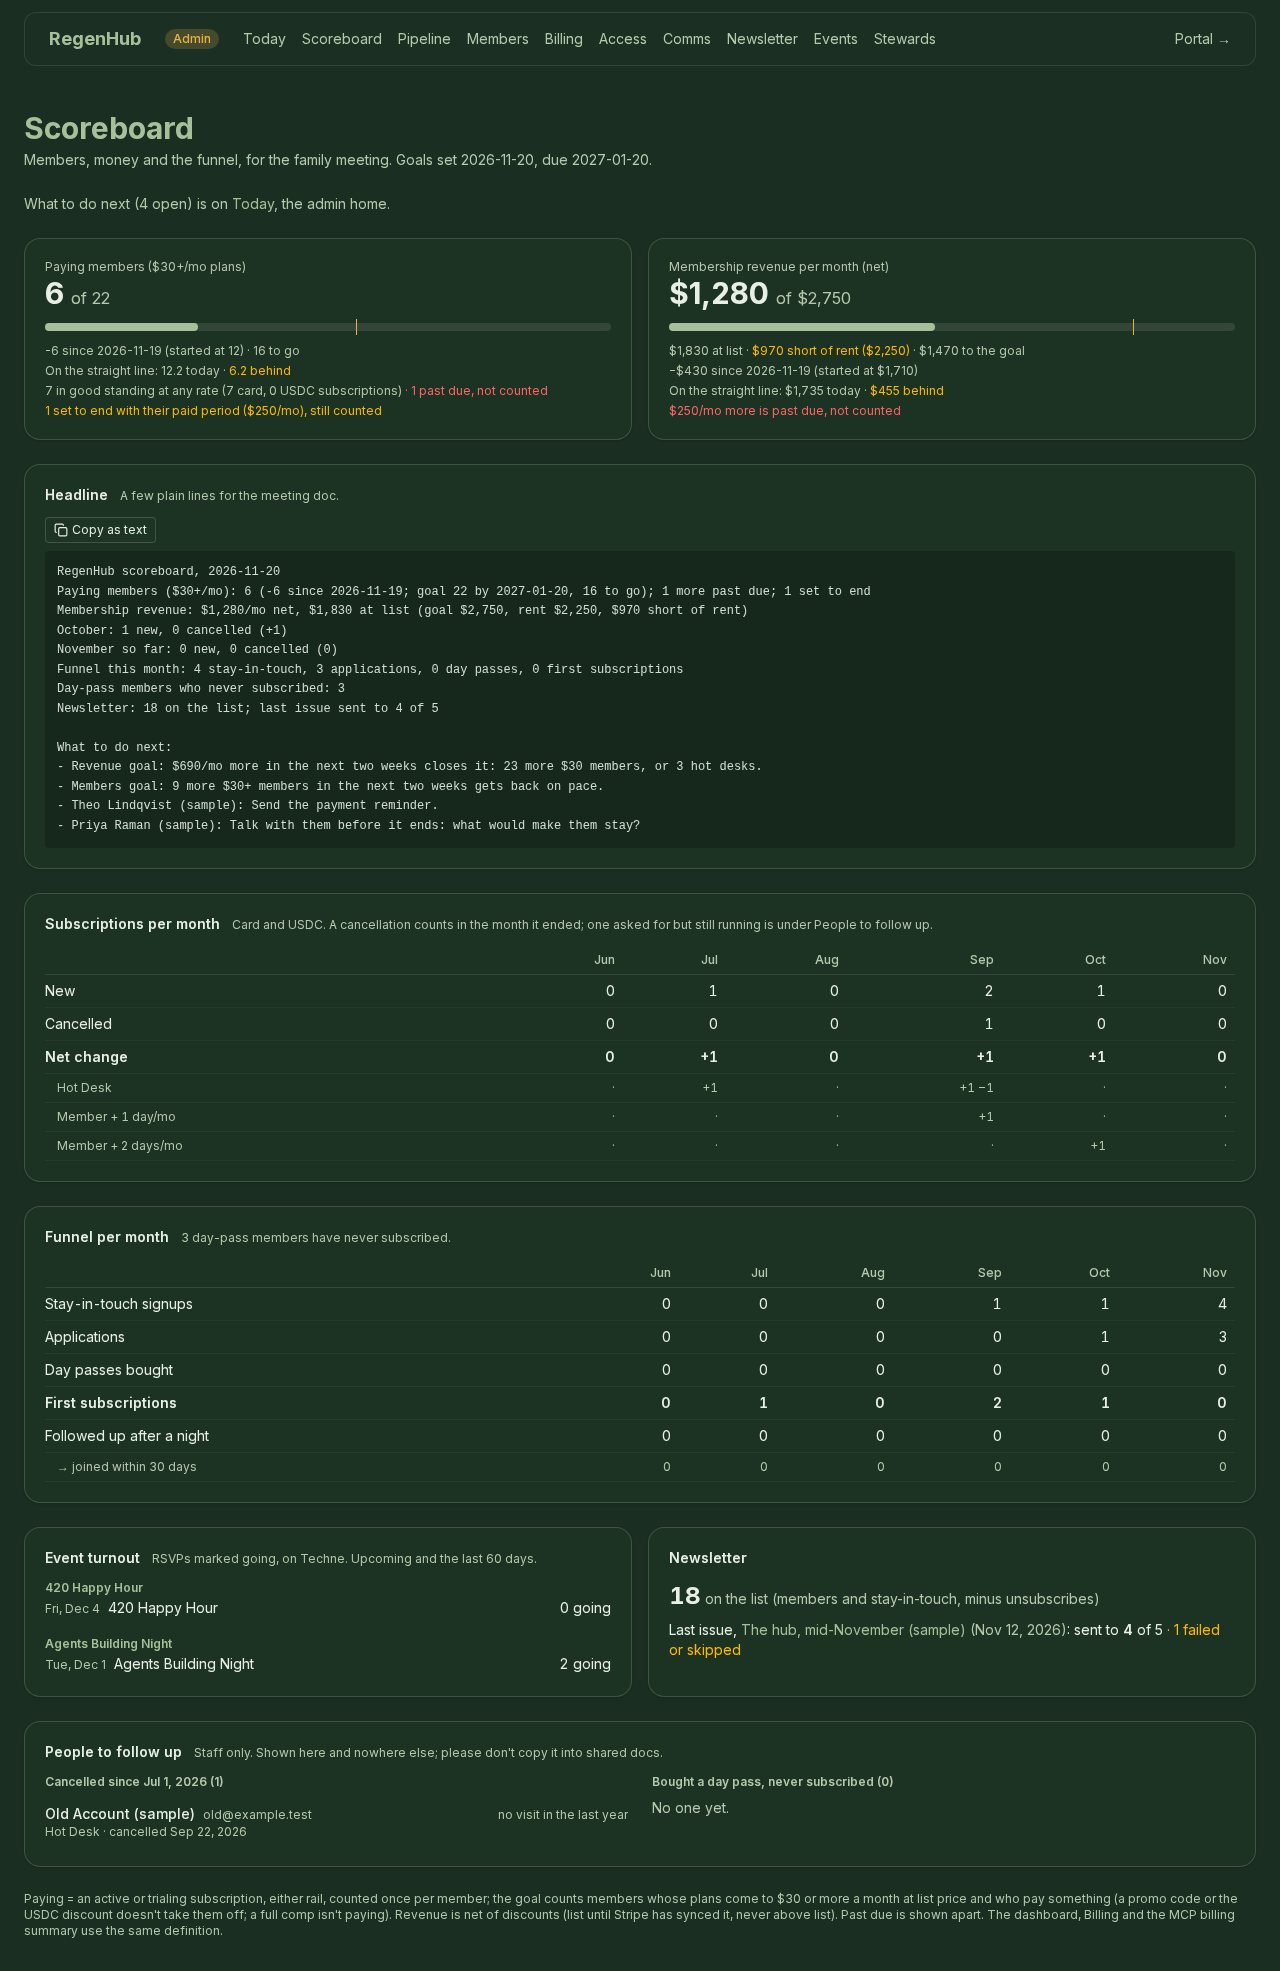 RegenHub Admin Today Scoreboard Pipeline Members Billing Access Comms Newsletter Events Stewards Portal →
Scoreboard
Members, money and the funnel, for the family meeting. Goals set 2026-11-20, due 2027-01-20.
What to do next (4 open) is on Today, the admin home.
Paying members ($30+/mo plans)
6 of 22
-6 since 2026-11-19 (started at 12) · 16 to go
On the straight line: 12.2 today · 6.2 behind
7 in good standing at any rate (7 card, 0 USDC subscriptions) · 1 past due, not counted
1 set to end with their paid period ($250/mo), still counted
Membership revenue per month (net)
$1,280 of $2,750
$1,830 at list · $970 short of rent ($2,250) · $1,470 to the goal
−$430 since 2026-11-19 (started at $1,710)
On the straight line: $1,735 today · $455 behind
$250/mo more is past due, not counted
Headline A few plain lines for the meeting doc.
Copy as text
RegenHub scoreboard, 2026-11-20
Paying members ($30+/mo): 6 (-6 since 2026-11-19; goal 22 by 2027-01-20, 16 to go); 1 more past due; 1 set to end
Membership revenue: $1,280/mo net, $1,830 at list (goal $2,750, rent $2,250, $970 short of rent)
October: 1 new, 0 cancelled (+1)
November so far: 0 new, 0 cancelled (0)
Funnel this month: 4 stay-in-touch, 3 applications, 0 day passes, 0 first subscriptions
Day-pass members who never subscribed: 3
Newsletter: 18 on the list; last issue sent to 4 of 5
What to do next:
- Revenue goal: $690/mo more in the next two weeks closes it: 23 more $30 members, or 3 hot desks.
- Members goal: 9 more $30+ members in the next two weeks gets back on pace.
- Theo Lindqvist (sample): Send the payment reminder.
- Priya Raman (sample): Talk with them before it ends: what would make them stay?
Subscriptions per month Card and USDC. A cancellation counts in the month it ended; one asked for but still running is under People to follow up.
Jun Jul Aug Sep Oct Nov
New 0 1 0 2 1 0
Cancelled 0 0 0 1 0 0
Net change 0 +1 0 +1 +1 0
Hot Desk · +1 · +1 −1 · ·
Member + 1 day/mo · · · +1 · ·
Member + 2 days/mo · · · · +1 ·
Funnel per month 3 day-pass members have never subscribed.
Jun Jul Aug Sep Oct Nov
Stay-in-touch signups 0 0 0 1 1 4
Applications 0 0 0 0 1 3
Day passes bought 0 0 0 0 0 0
First subscriptions 0 1 0 2 1 0
Followed up after a night 0 0 0 0 0 0
→ joined within 30 days 0 0 0 0 0 0
Event turnout RSVPs marked going, on Techne. Upcoming and the last 60 days.
420 Happy Hour
Fri, Dec 4 420 Happy Hour 0 going
Agents Building Night
Tue, Dec 1 Agents Building Night 2 going
Newsletter
18 on the list (members and stay-in-touch, minus unsubscribes)
Last issue, The hub, mid-November (sample) (Nov 12, 2026): sent to 4 of 5 · 1 failed
or skipped
People to follow up Staff only. Shown here and nowhere else; please don't copy it into shared docs.
Cancelled since Jul 1, 2026 (1)
Old Account (sample) old@example.test no visit in the last year
Hot Desk · cancelled Sep 22, 2026
Bought a day pass, never subscribed (0)
No one yet.
Paying = an active or trialing subscription, either rail, counted once per member; the goal counts members whose plans come to $30 or more a month at list price and who pay something (a promo code or the
USDC discount doesn't take them off; a full comp isn't paying). Revenue is net of discounts (list until Stripe has synced it, never above list). Past due is shown apart. The dashboard, Billing and the MCP billing
summary use the same definition.